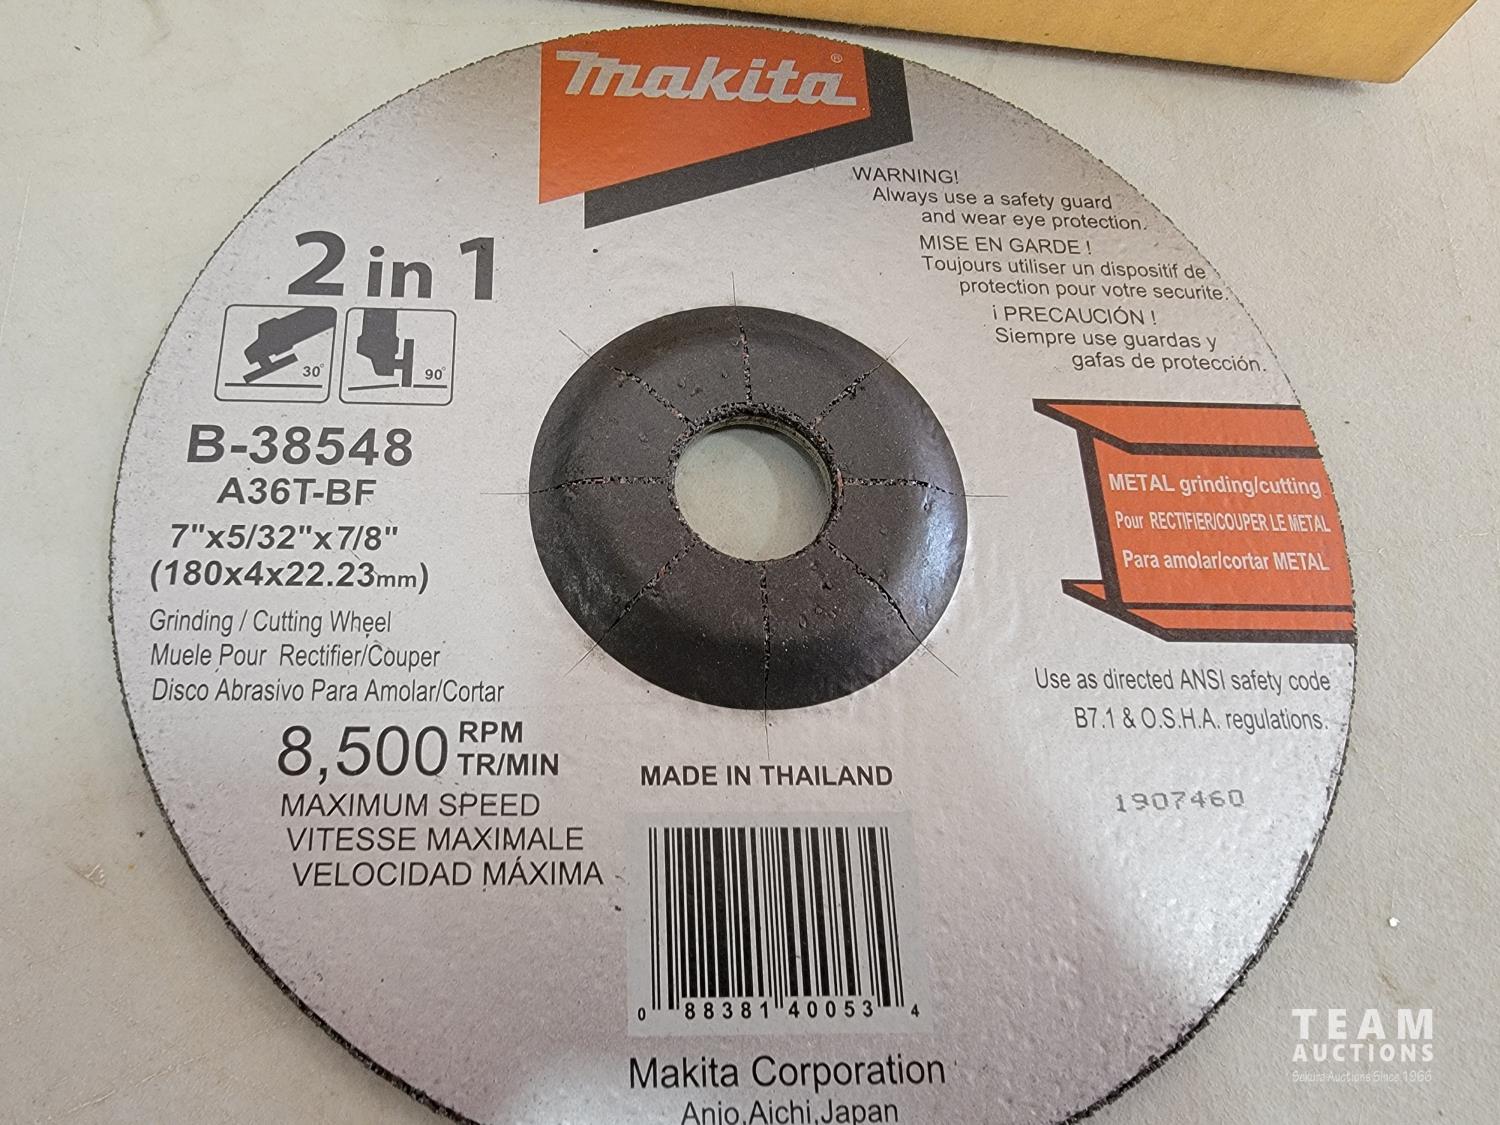 makita®
WARNING!
Always use a safety guard
and wear eye protection.
MISE EN GARDE !
Toujours utiliser un dispositif de
protection pour votre securite.
¡ PRECAUCIÓN !
Siempre use guardas y
gafas de protección.
2 in 1
30° 90°
B-38548
A36T-BF
7"x5/32"x7/8"
(180x4x22.23mm)
Grinding / Cutting Wheel
Muele Pour Rectifier/Couper
Disco Abrasivo Para Amolar/Cortar
8,500 RPM
TR/MIN
MAXIMUM SPEED
VITESSE MAXIMALE
VELOCIDAD MÁXIMA
METAL grinding/cutting
Pour RECTIFIER/COUPER LE METAL
Para amolar/cortar METAL
Use as directed ANSI safety code
B7.1 & O.S.H.A. regulations.
1907460
MADE IN THAILAND
0 88381 40053 4
Makita Corporation
Anjo,Aichi,Japan
TEAM
AUCTIONS
Sekura Auctions Since 1966